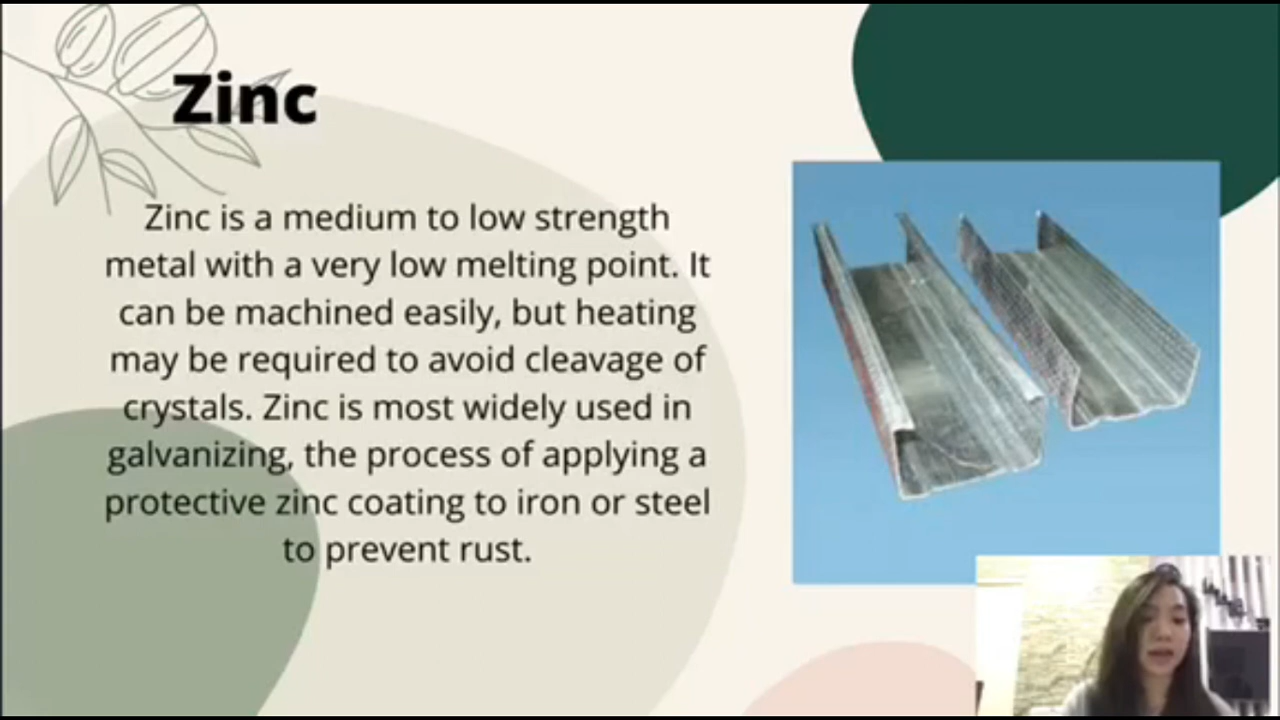 Zinc
Zinc is a medium to low strength
metal with a very low melting point. It
can be machined easily, but heating
may be required to avoid cleavage of
crystals. Zinc is most widely used in
galvanizing, the process of applying a
protective zinc coating to iron or steel
to prevent rust.